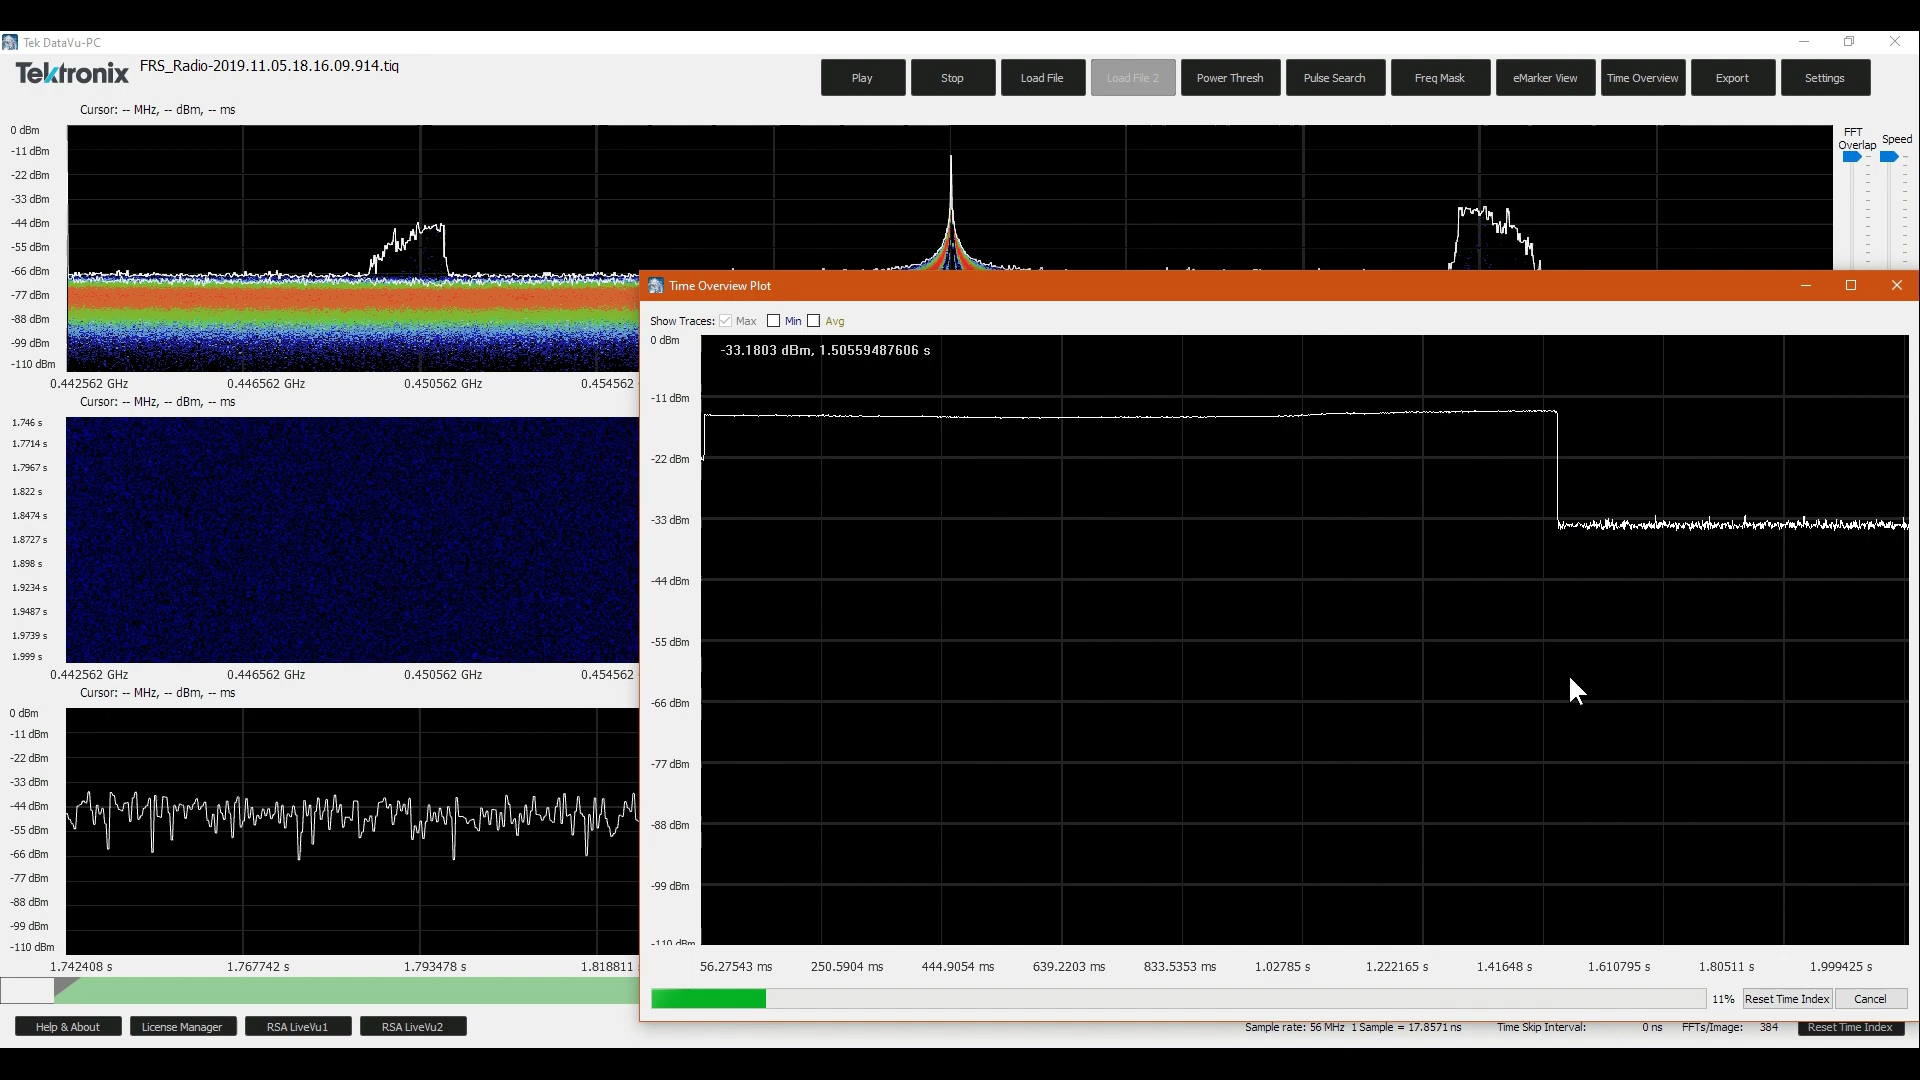 Tek DataVu-PC
Tektronix FRS_Radio-2019.11.05.18.16.09.914.tiq
Play Stop Load File Load File 2 Power Thresh Pulse Search Freq Mask eMarker View Time Overview Export Settings
Cursor: -- MHz, -- dBm, -- ms
FFT Overlap Speed
0 dBm
-11 dBm
-22 dBm
-33 dBm
-44 dBm
-55 dBm
-66 dBm
-77 dBm
-88 dBm
-99 dBm
-110 dBm
0.442562 GHz 0.446562 GHz 0.450562 GHz 0.454562
Cursor: -- MHz, -- dBm, -- ms
1.746 s
1.7714 s
1.7967 s
1.822 s
1.8474 s
1.8727 s
1.898 s
1.9234 s
1.9487 s
1.9739 s
1.999 s
0.442562 GHz 0.446562 GHz 0.450562 GHz 0.454562
Cursor: -- MHz, -- dBm, -- ms
0 dBm
-11 dBm
-22 dBm
-33 dBm
-44 dBm
-55 dBm
-66 dBm
-77 dBm
-88 dBm
-99 dBm
-110 dBm
1.742408 s 1.767742 s 1.793478 s 1.818811
Time Overview Plot
Show Traces: Max Min Avg
-33.1803 dBm, 1.50559487606 s
0 dBm
-11 dBm
-22 dBm
-33 dBm
-44 dBm
-55 dBm
-66 dBm
-77 dBm
-88 dBm
-99 dBm
-110 dBm
56.27543 ms 250.5904 ms 444.9054 ms 639.2203 ms 833.5353 ms 1.02785 s 1.222165 s 1.41648 s 1.610795 s 1.80511 s 1.999425 s
11% Reset Time Index Cancel
Help & About License Manager RSA LiveVu1 RSA LiveVu2
Sample rate: 56 MHz 1 Sample = 17.8571 ns Time Skip Interval: 0 ns FFTs/Image: 384 Reset Time Index